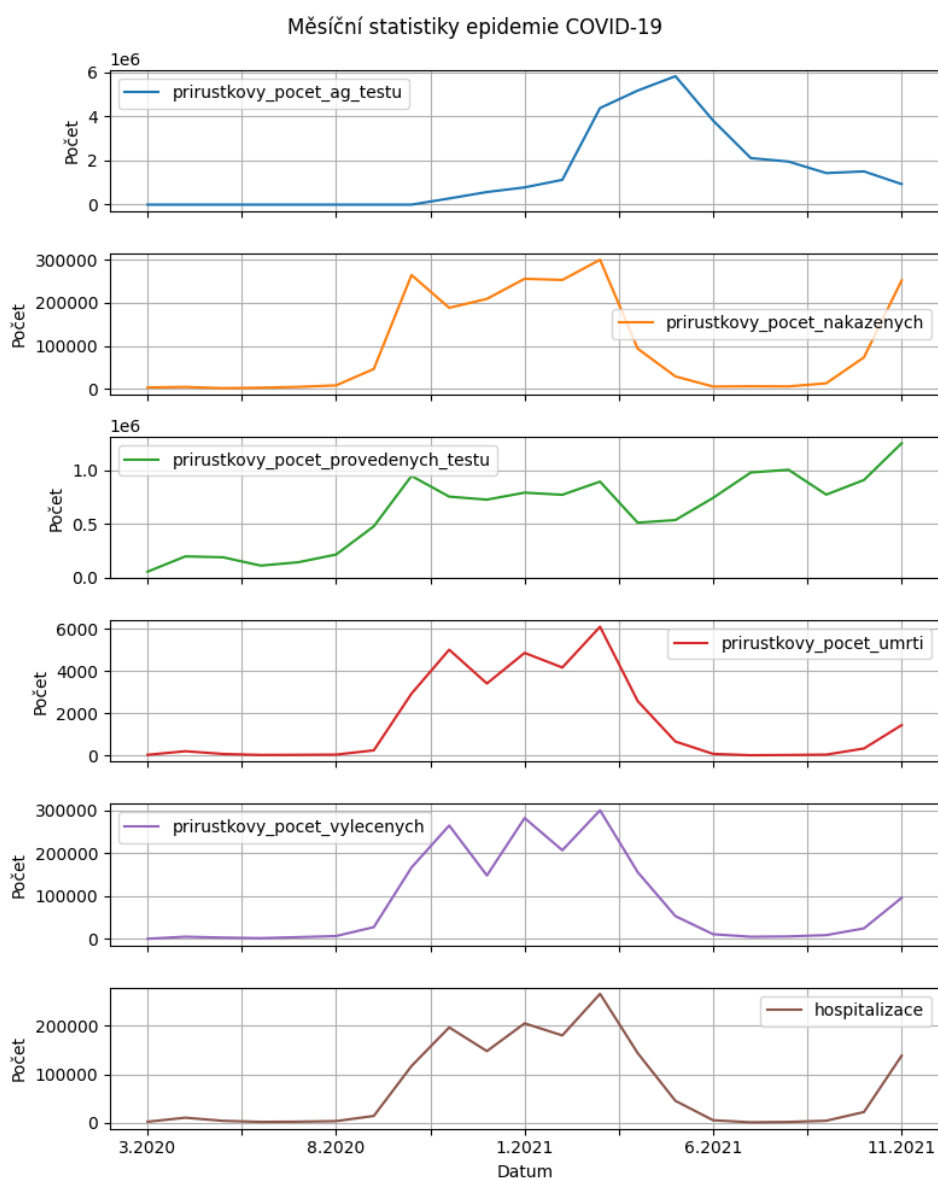 Měsíční statistiky epidemie COVID-19
1e6
6
4
2
0
Počet
prirustkovy_pocet_ag_testu
300000
200000
100000
0
Počet
prirustkovy_pocet_nakazenych
1e6
1.0
0.5
0.0
Počet
prirustkovy_pocet_provedenych_testu
6000
4000
2000
0
Počet
prirustkovy_pocet_umrti
300000
200000
100000
0
Počet
prirustkovy_pocet_vylecenych
200000
100000
0
Počet
hospitalizace
3.2020 8.2020 1.2021 6.2021 11.2021
Datum